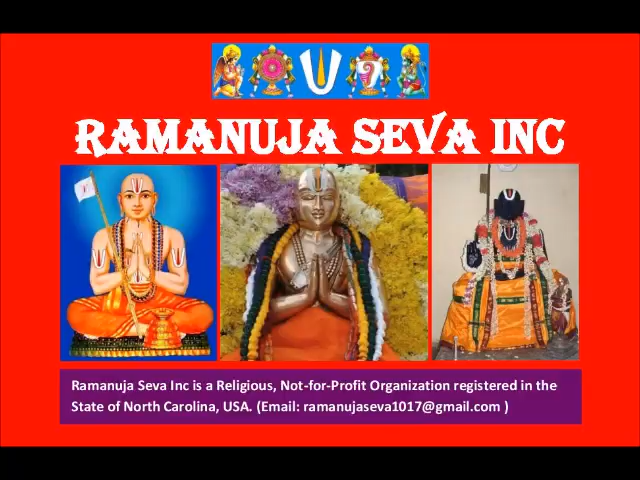 RAMANUJA SEVA INC
Ramanuja Seva Inc is a Religious, Not-for-Profit Organization registered in the
State of North Carolina, USA. (Email: ramanujaseva1017@gmail.com )